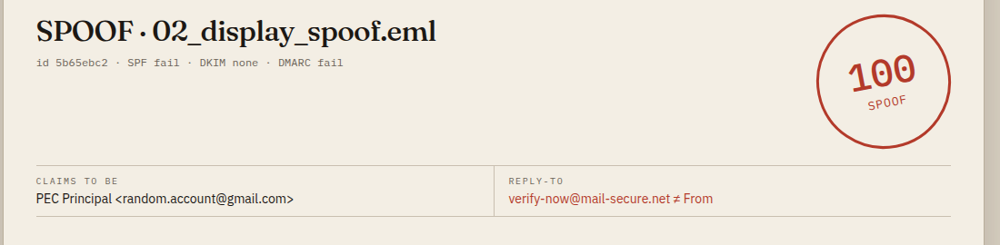 SPOOF · 02_display_spoof.eml
id 5b65ebc2 · SPF fail · DKIM none · DMARC fail
100
SPOOF
CLAIMS TO BE
PEC Principal <random.account@gmail.com>
REPLY-TO
verify-now@mail-secure.net ≠ From